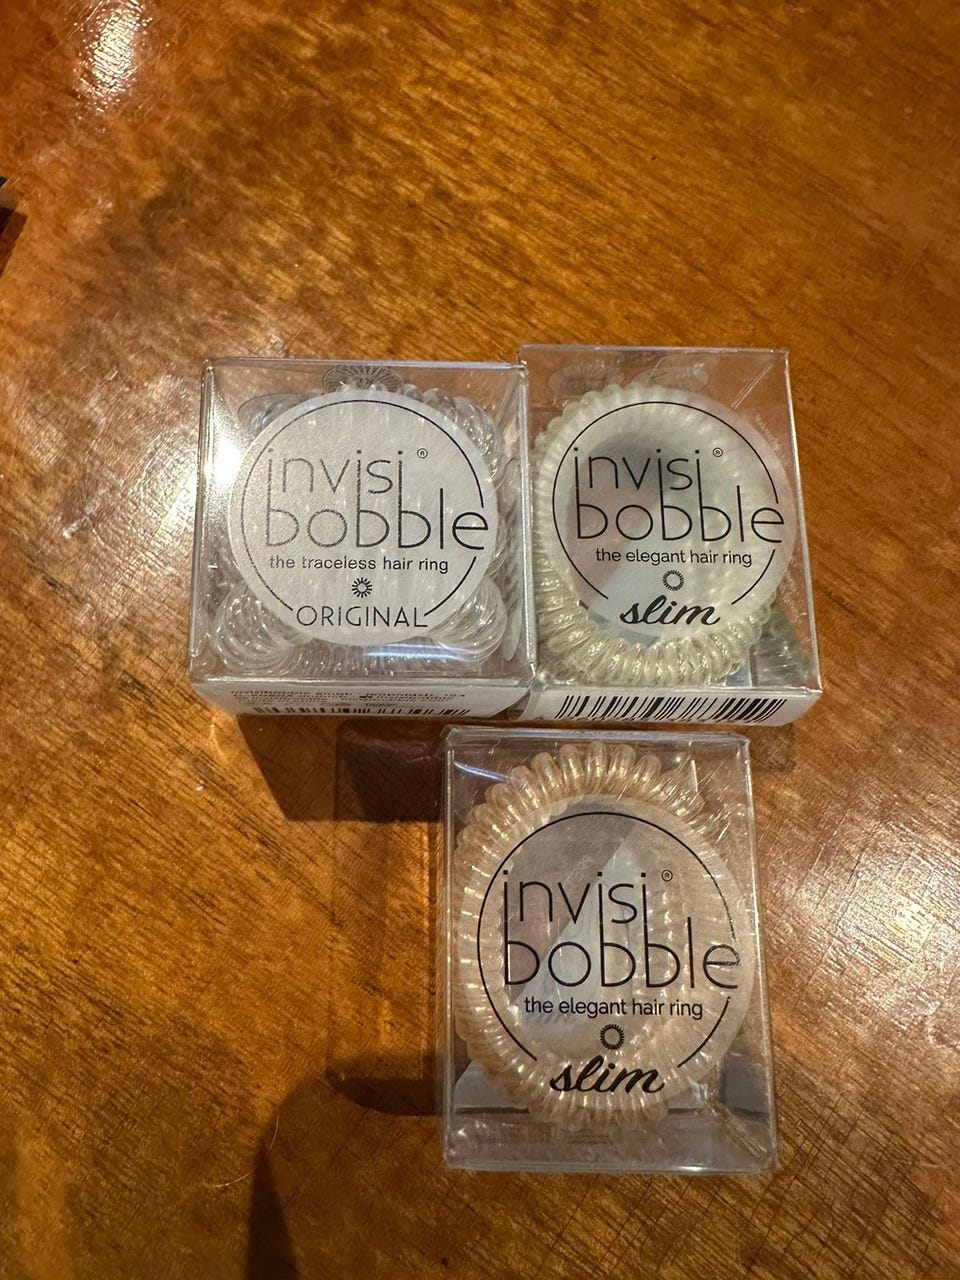 invisi®
bobble
the traceless hair ring
ORIGINAL
invisi®
bobble
the elegant hair ring
slim
invisi®
bobble
the elegant hair ring
slim